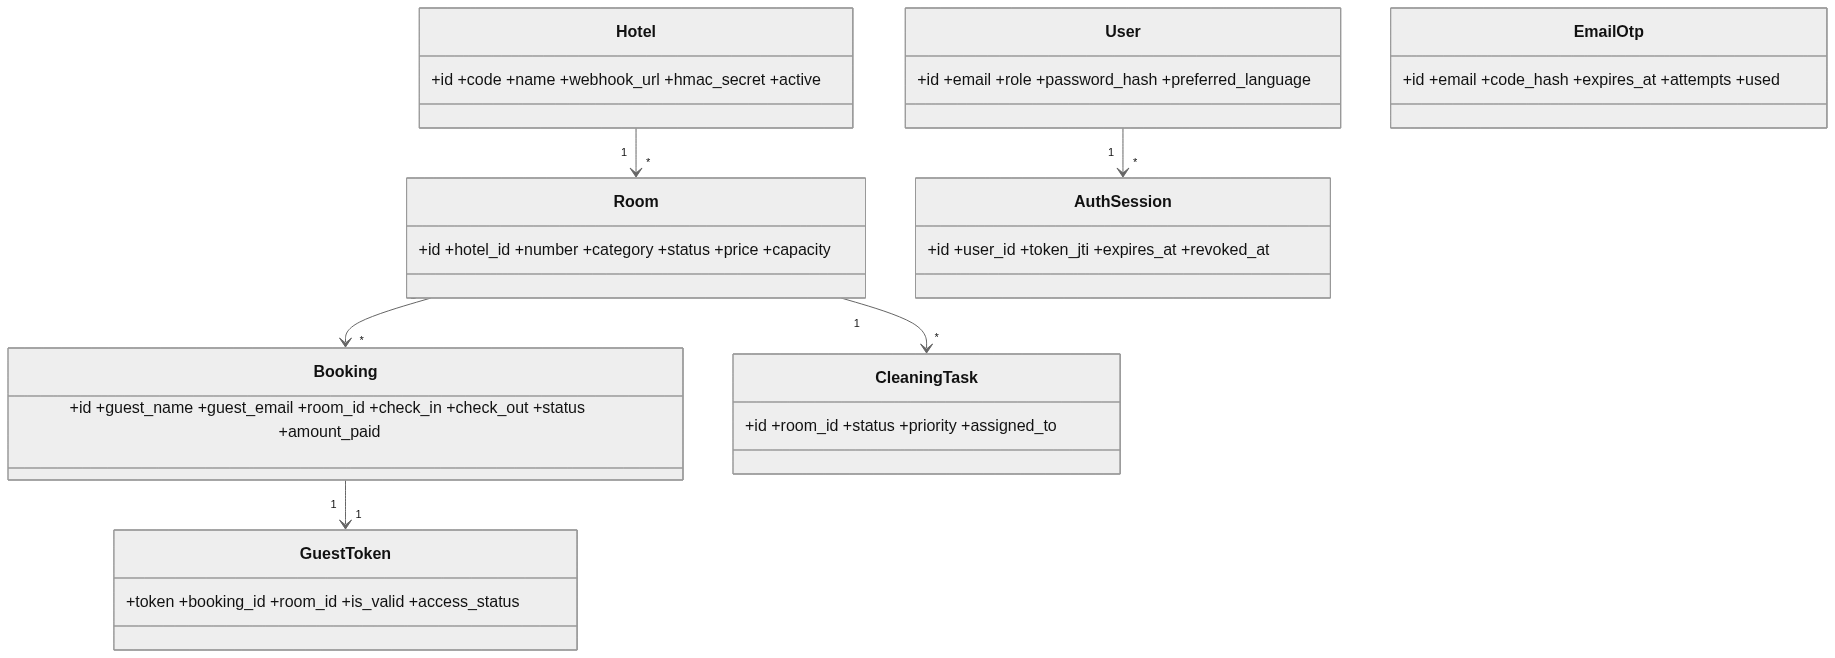 Hotel
+id +code +name +webhook_url +hmac_secret +active
User
+id +email +role +password_hash +preferred_language
EmailOtp
+id +email +code_hash +expires_at +attempts +used
1
*
1
*
Room
+id +hotel_id +number +category +status +price +capacity
AuthSession
+id +user_id +token_jti +expires_at +revoked_at
*
1
*
Booking
+id +guest_name +guest_email +room_id +check_in +check_out +status
+amount_paid
CleaningTask
+id +room_id +status +priority +assigned_to
1
1
GuestToken
+token +booking_id +room_id +is_valid +access_status